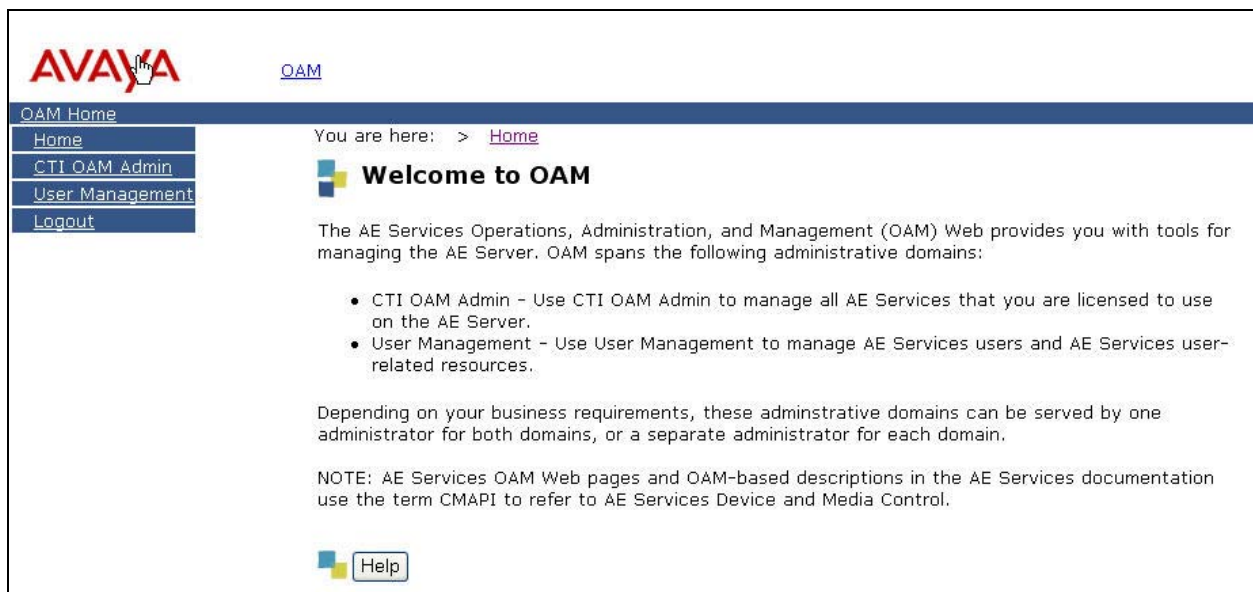 AVAYA
OAM
OAM Home
Home
CTI OAM Admin
User Management
Logout
You are here: > Home
Welcome to OAM
The AE Services Operations, Administration, and Management (OAM) Web provides you with tools for
managing the AE Server. OAM spans the following administrative domains:
• CTI OAM Admin - Use CTI OAM Admin to manage all AE Services that you are licensed to use
on the AE Server.
• User Management - Use User Management to manage AE Services users and AE Services user-
related resources.
Depending on your business requirements, these adminstrative domains can be served by one
administrator for both domains, or a separate administrator for each domain.
NOTE: AE Services OAM Web pages and OAM-based descriptions in the AE Services documentation
use the term CMAPI to refer to AE Services Device and Media Control.
Help